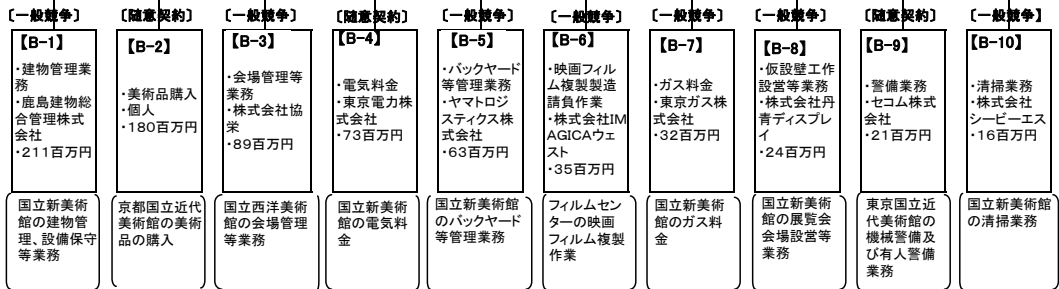 〔一般競争〕
【B-1】
・建物管理業
務
・鹿島建物総
合管理株式
会社
・211百万円
国立新美術
館の建物管
理、設備保守
等業務
〔随意契約〕
【B-2】
・美術品購入
・個人
・180百万円
京都国立近代
美術館の美術
品の購入
〔一般競争〕
【B-3】
・会場管理等
業務
・株式会社協
栄
・89百万円
国立西洋美術
館の会場管理
等業務
〔随意契約〕
【B-4】
・電気料金
・東京電力株
式会社
・73百万円
国立新美術
館の電気料
金
〔一般競争〕
【B-5】
・バックヤード
等管理業務
・ヤマトロジ
スティクス株
式会社
・63百万円
国立新美術館
のバックヤード
等管理業務
〔一般競争〕
【B-6】
・映画フィル
ム複製製造
請負作業
・株式会社IM
AGICAウェ
スト
・35百万円
フィルムセン
ターの映画
フィルム複製
作業
〔一般競争〕
【B-7】
・ガス料金
・東京ガス株
式会社
・32百万円
国立新美術
館のガス料
金
〔一般競争〕
【B-8】
・仮設壁工作
設営等業務
・株式会社丹
青ディスプレ
イ
・24百万円
国立新美術
館の展覧会
会場設営等
業務
〔随意契約〕
【B-9】
・警備業務
・セコム株式
会社
・21百万円
東京国立近
代美術館の
機械警備及
び有人警備
業務
〔一般競争】
【B-10】
・清掃業務
・株式会社
シービーエス
・16百万円
国立新美術館
の清掃業務